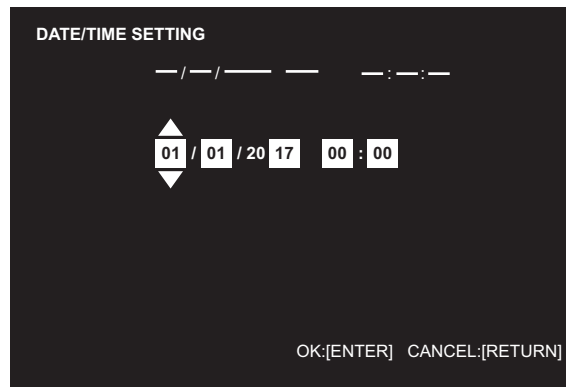 DATE/TIME SETTING
—/—/—— — —:—:—
01 / 01 / 20 17 00 : 00
OK:[ENTER] CANCEL:[RETURN]